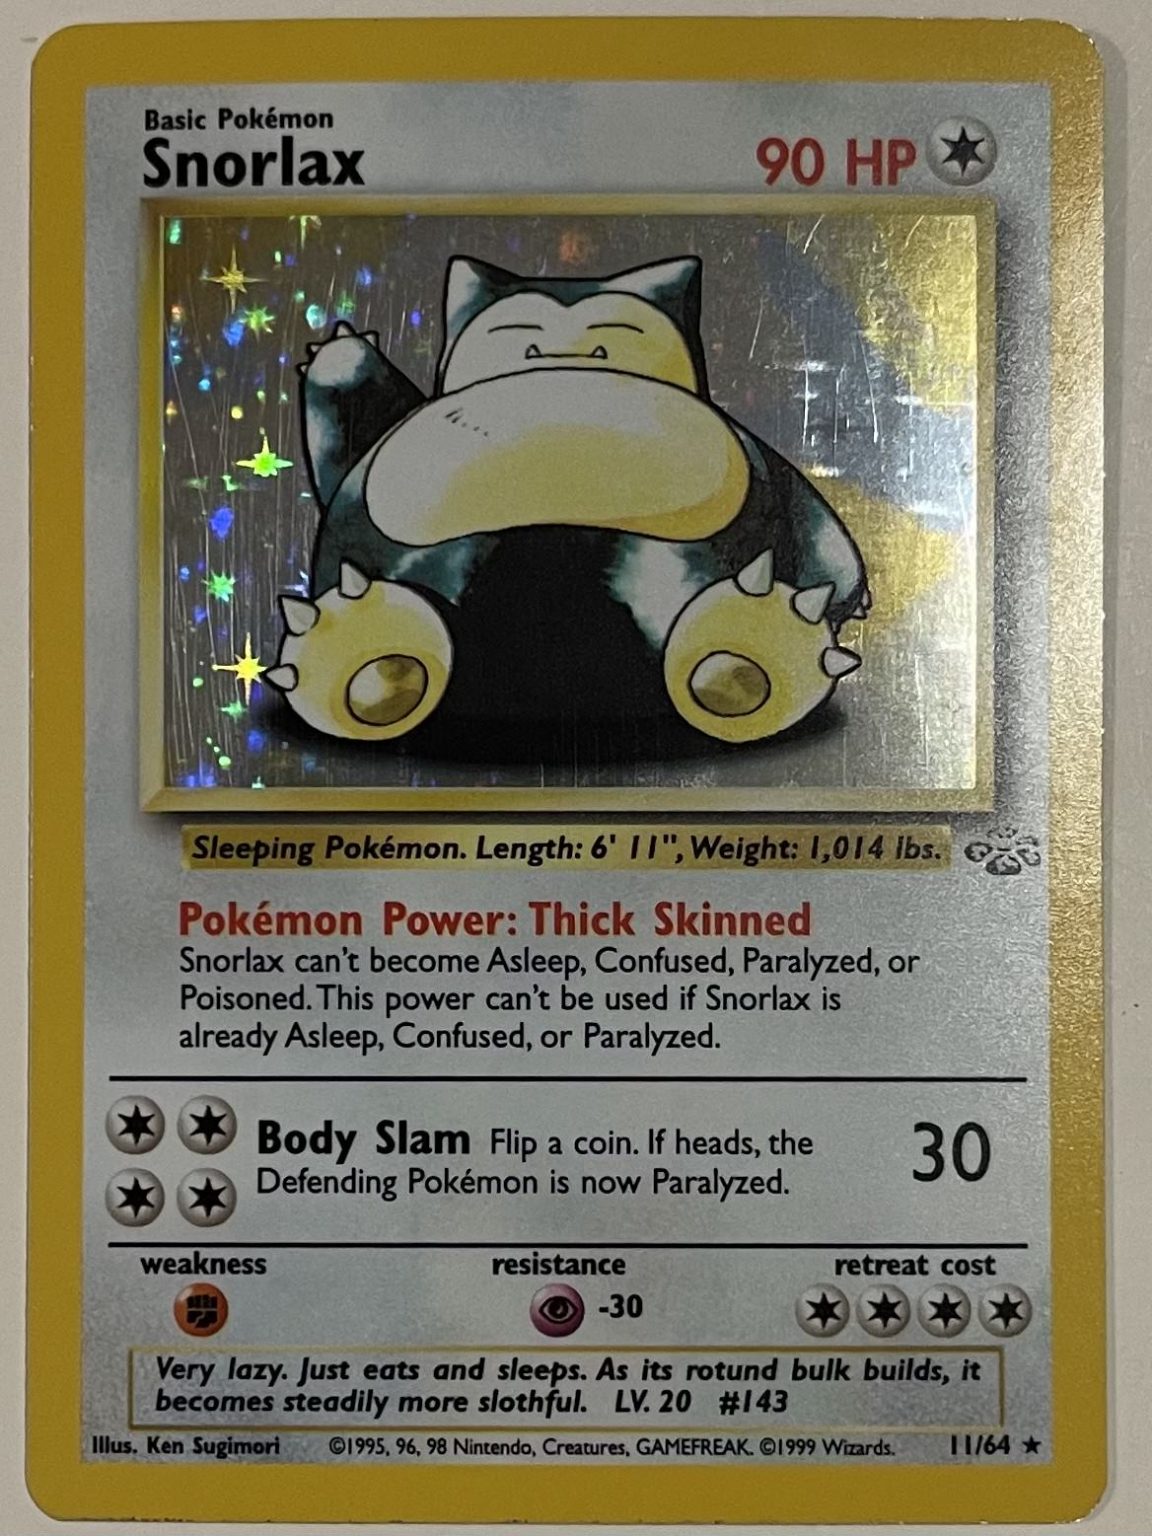 Basic Pokémon
Snorlax
90 HP
Sleeping Pokémon. Length: 6' 11", Weight: 1,014 lbs.
Pokémon Power: Thick Skinned
Snorlax can't become Asleep, Confused, Paralyzed, or
Poisoned. This power can't be used if Snorlax is
already Asleep, Confused, or Paralyzed.
Body Slam Flip a coin. If heads, the
Defending Pokémon is now Paralyzed.
30
weakness resistance retreat cost
-30
Very lazy. Just eats and sleeps. As its rotund bulk builds, it
becomes steadily more slothful. LV. 20 #143
Illus. Ken Sugimori ©1995, 96, 98 Nintendo, Creatures, GAMEFREAK. ©1999 Wizards. 11/64 ★